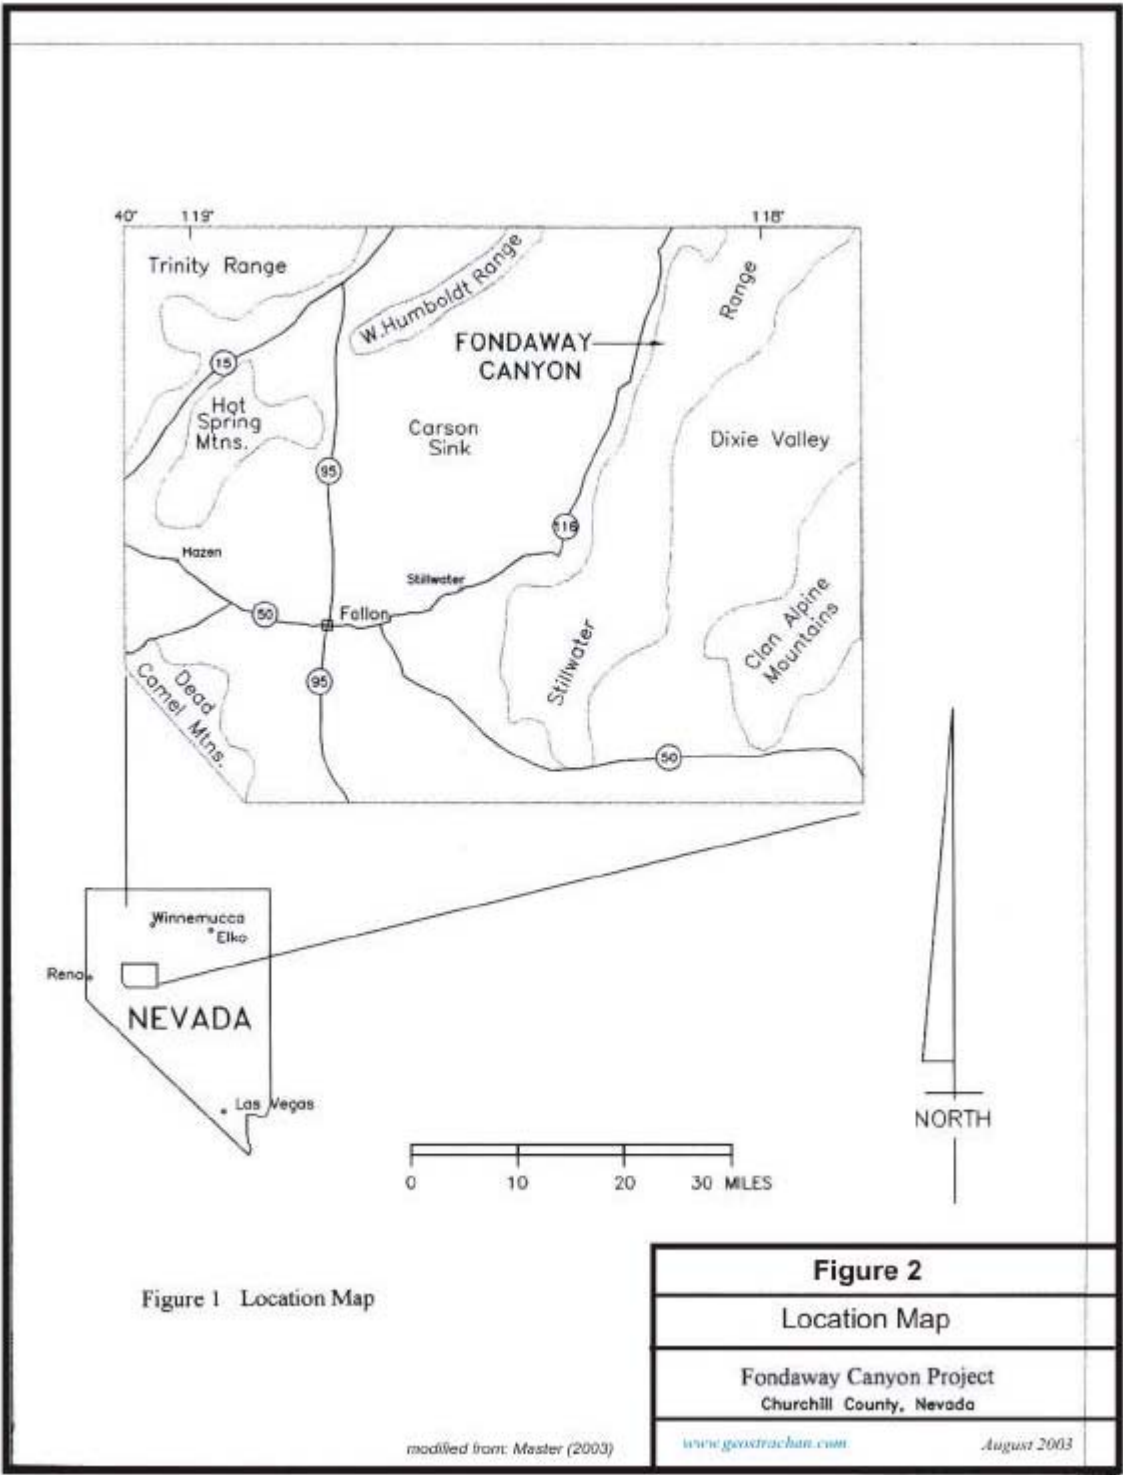 40° 119° 118°
Trinity Range
W.Humboldt Range
Range
FONDAWAY
CANYON
15
Hot
Spring
Mtns.
Carson
Sink
Dixie Valley
95
116
Hazen
Stillwater
50
Fallon
Clan Alpine
Mountains
Stillwater
95
Dead
Camel Mtns.
50
Winnemucca
Elko
Reno
NEVADA
Las Vegas
NORTH
0 10 20 30 MILES
Figure 1 Location Map
Figure 2
Location Map
Fondaway Canyon Project
Churchill County, Nevada
modified from: Master (2003)
www.geostrachan.com
August 2003